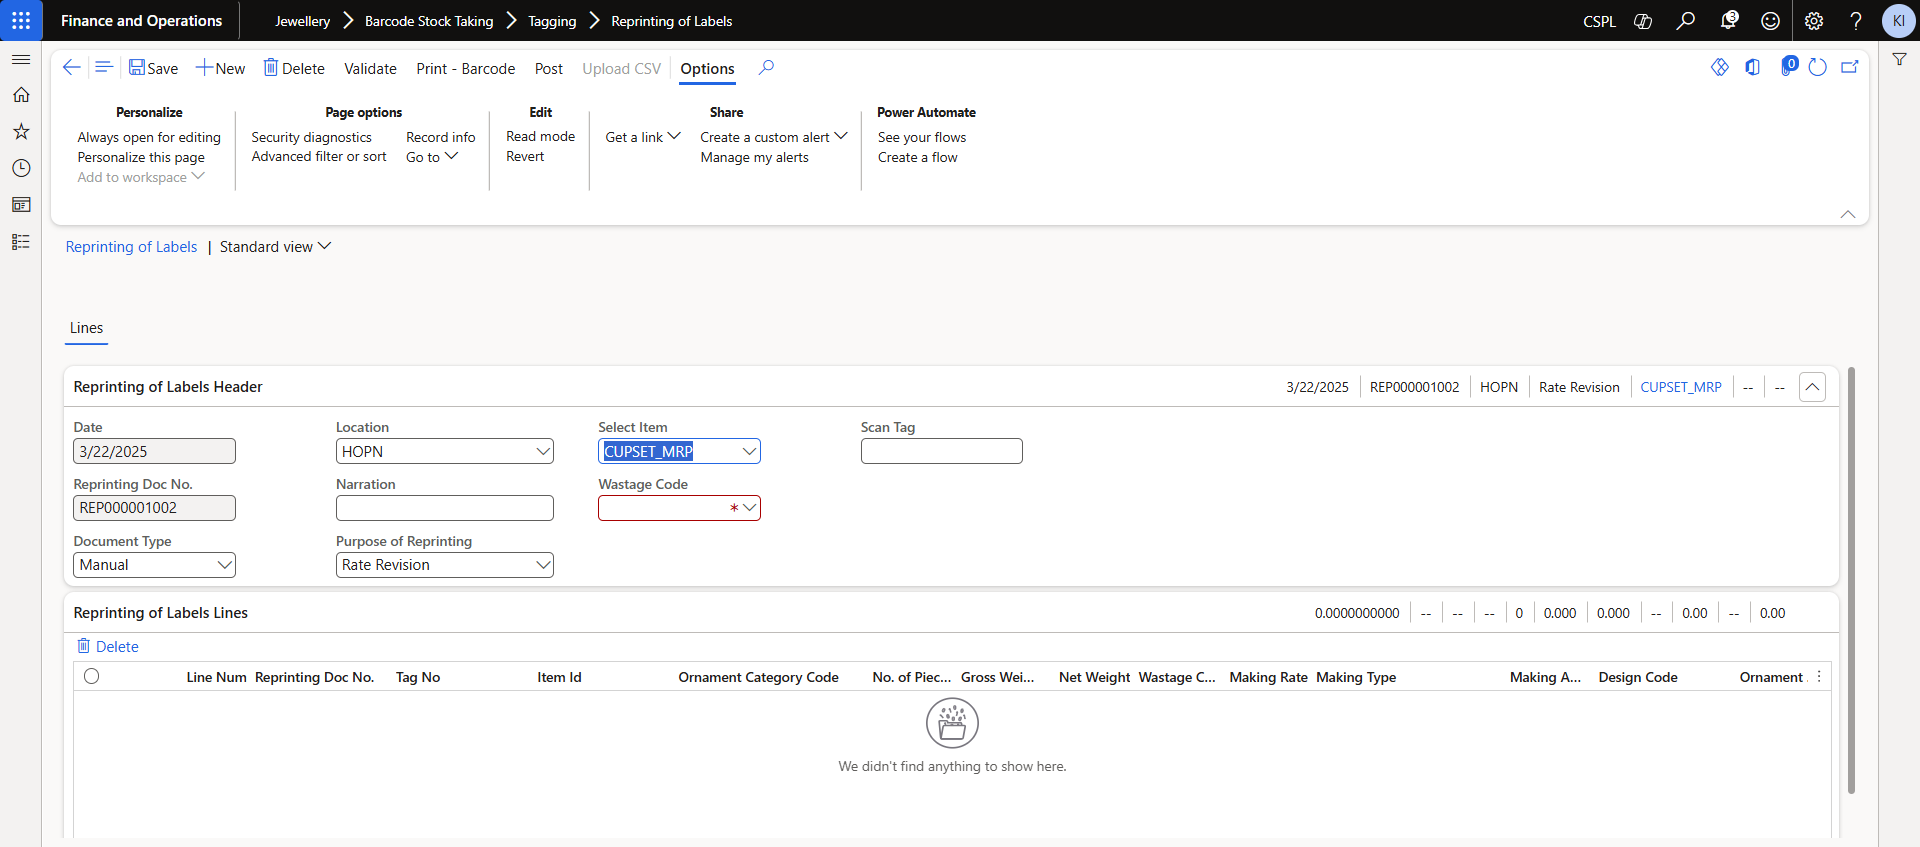 Finance and Operations
Jewellery > Barcode Stock Taking > Tagging > Reprinting of Labels
CSPL
3
?
KI
Save
New
Delete
Validate
Print - Barcode
Post
Upload CSV
Options
0
Personalize
Always open for editing
Personalize this page
Add to workspace
Page options
Security diagnostics
Advanced filter or sort
Record info
Go to
Edit
Read mode
Revert
Share
Get a link
Create a custom alert
Manage my alerts
Power Automate
See your flows
Create a flow
Reprinting of Labels | Standard view
Lines
Reprinting of Labels Header
3/22/2025 REP000001002 HOPN Rate Revision CUPSET_MRP -- --
Date
3/22/2025
Reprinting Doc No.
REP000001002
Document Type
Manual
Location
HOPN
Narration
Purpose of Reprinting
Rate Revision
Select Item
CUPSET_MRP
Wastage Code
*
Scan Tag
Reprinting of Labels Lines
0.0000000000 -- -- -- 0 0.000 0.000 -- 0.00 -- 0.00
Delete
Line Num Reprinting Doc No. Tag No Item Id Ornament Category Code No. of Piec... Gross Wei... Net Weight Wastage C... Making Rate Making Type Making A... Design Code Ornament
We didn't find anything to show here.